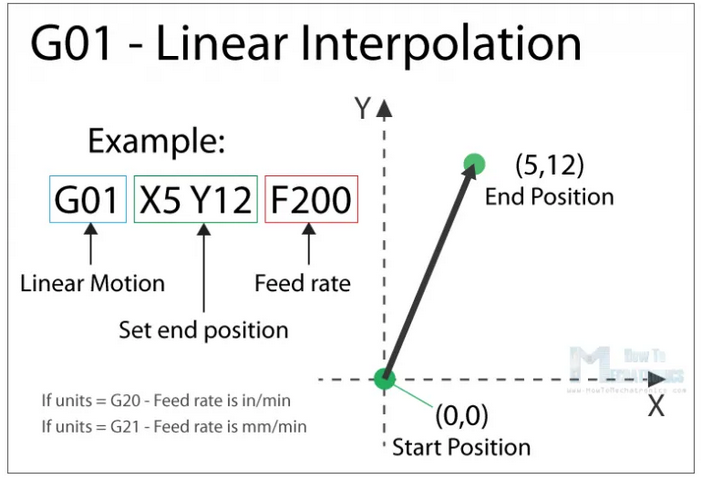 G01 - Linear Interpolation
Example:
G01 X5 Y12 F200
Linear Motion
Feed rate
Set end position
If units = G20 - Feed rate is in/min
If units = G21 - Feed rate is mm/min
Y
(5,12)
End Position
X
(0,0)
Start Position
How To
MECHATRONICS
www.HowToMechatronics.com